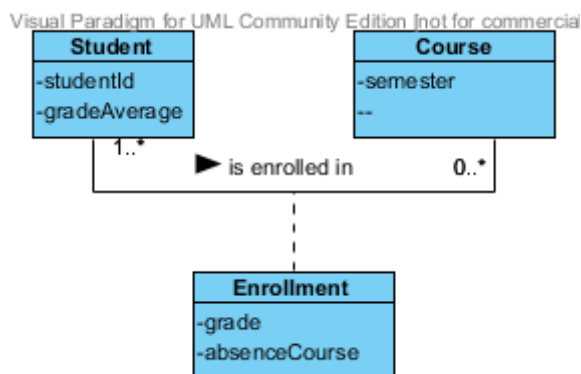 Visual Paradigm for UML Community Edition [not for commercial
Student
-studentId
-gradeAverage
Course
-semester
--
1..*
is enrolled in
0..*
Enrollment
-grade
-absenceCourse